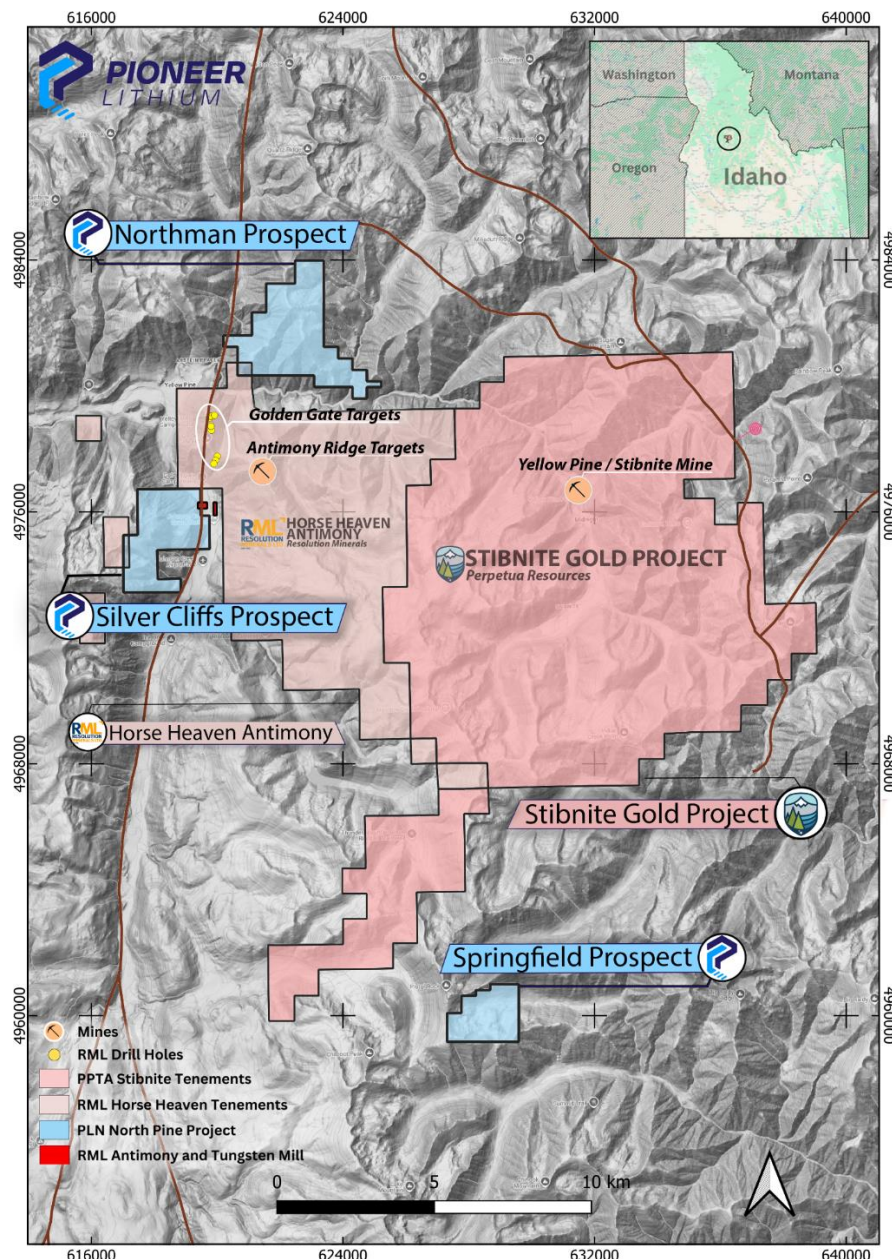 616000 624000 632000 640000
PIONEER
LITHIUM
Washington
Montana
Oregon
Idaho
Northman Prospect
4984000
4984000
Yellow Pine
Golden Gate Targets
Antimony Ridge Targets
Yellow Pine / Stibnite Mine
4976000
4976000
RML
RESOLUTION
HORSE HEAVEN
ANTIMONY
Resolution Minerals
STIBNITE GOLD PROJECT
Perpetua Resources
Silver Cliffs Prospect
RML
RESOLUTION
Horse Heaven Antimony
4968000
4968000
Stibnite Gold Project
Springfield Prospect
4960000
4960000
Mines
RML Drill Holes
PPTA Stibnite Tenements
RML Horse Heaven Tenements
PLN North Pine Project
RML Antimony and Tungsten Mill
0 5 10 km
616000 624000 632000 640000